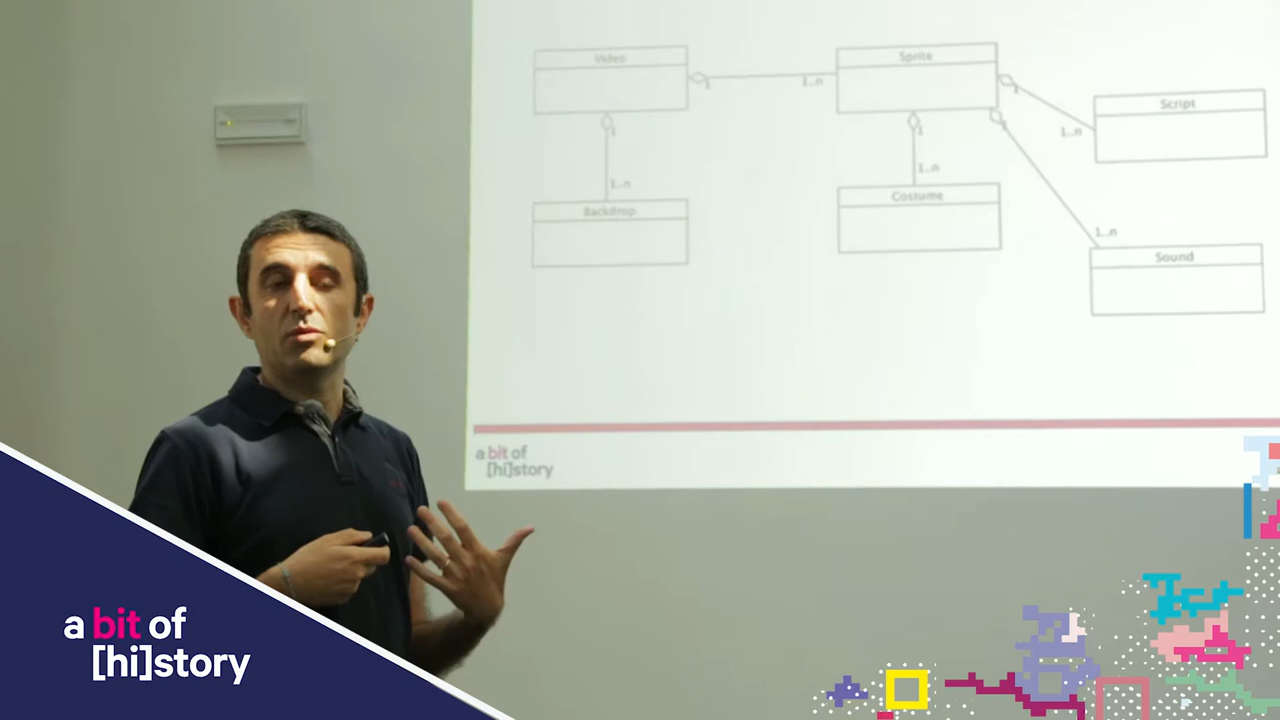 Video
Sprite
1
1..n
1
Script
1
1
1
1..n
1..n
1..n
Backdrop
Costume
1..n
Sound
a bit of
[hi]story
a bit of
[hi]story